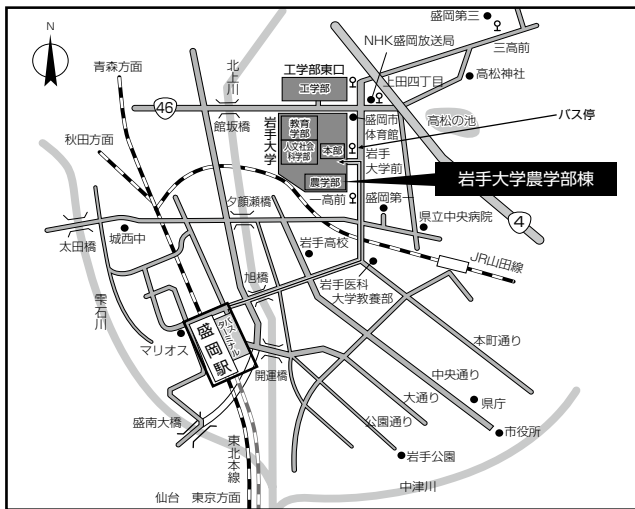 N
青森方面
秋田方面
北上川
46
館坂橋
工学部東口
工学部
NHK盛岡放送局
盛岡第三
三高前
上田四丁目
高松神社
高松の池
岩手大学
教育
学部
人文社会
科学部
本部
農学部
盛岡市
体育館
バス停
岩手
大学前
岩手大学農学部棟
一高前
盛岡第一
4
県立中央病院
夕顔瀬橋
太田橋
城西中
岩手高校
JR山田線
雫石川
旭橋
岩手医科
大学教養部
マリオス
盛岡駅
バス
ターミナル
開運橋
本町通り
中央通り
大通り
県庁
公園通り
市役所
盛南大橋
岩手公園
東北本線
中津川
仙台 東京方面